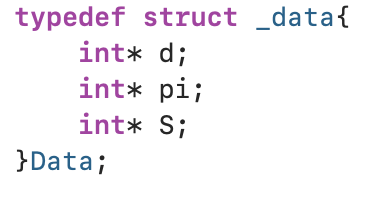 typedef struct _data{
    int* d;
    int* pi;
    int* S;
}Data;